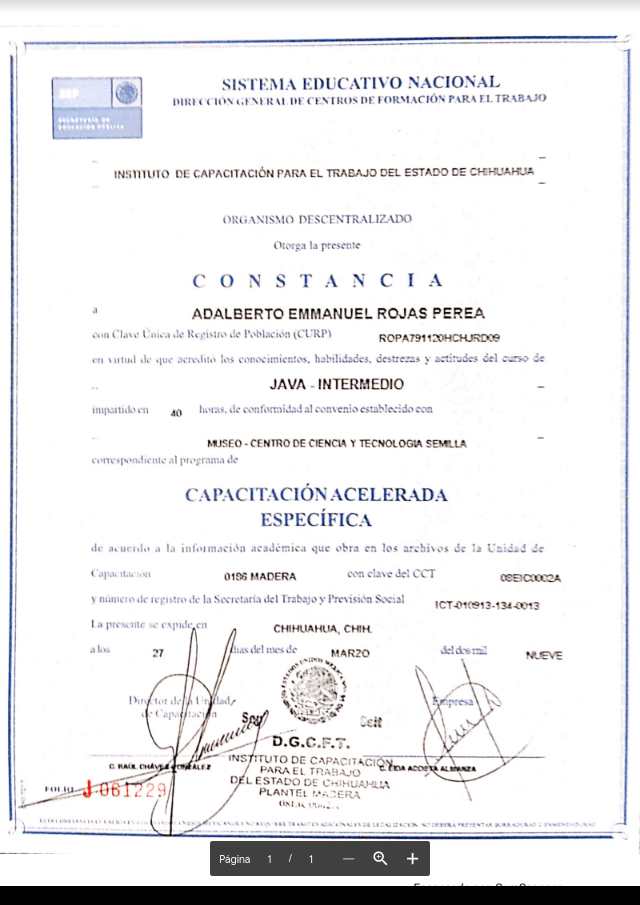 SEP
SECRETARÍA DE
EDUCACIÓN PÚBLICA
SISTEMA EDUCATIVO NACIONAL
DIRECCIÓN GENERAL DE CENTROS DE FORMACIÓN PARA EL TRABAJO
INSTITUTO DE CAPACITACIÓN PARA EL TRABAJO DEL ESTADO DE CHIHUAHUA
ORGANISMO DESCENTRALIZADO
Otorga la presente
CONSTANCIA
a ADALBERTO EMMANUEL ROJAS PEREA
con Clave Única de Registro de Población (CURP) ROPA791120HCHJRD09
en virtud de que acreditó los conocimientos, habilidades, destrezas y actitudes del curso de
JAVA - INTERMEDIO
impartido en 40 horas, de conformidad al convenio establecido con
MUSEO - CENTRO DE CIENCIA Y TECNOLOGIA SEMILLA
correspondiente al programa de
CAPACITACIÓN ACELERADA
ESPECÍFICA
de acuerdo a la información académica que obra en los archivos de la Unidad de
Capacitación 0186 MADERA con clave del CCT 08EIC0002A
y número de registro de la Secretaría del Trabajo y Previsión Social ICT-010913-134-0013
La presente se expide en CHIHUAHUA, CHIH.
a los 27 días del mes de MARZO del dos mil NUEVE
Director de la Unidad
de Capacitación
Empresa
D.G.C.F.T.
INSTITUTO DE CAPACITACIÓN
PARA EL TRABAJO
DEL ESTADO DE CHIHUAHUA
PLANTEL MADERA
C. RAÚL CHÁVEZ GONZÁLEZ
ACOSTA ALMANZA
FOLIO J 061229
Página 1 / 1